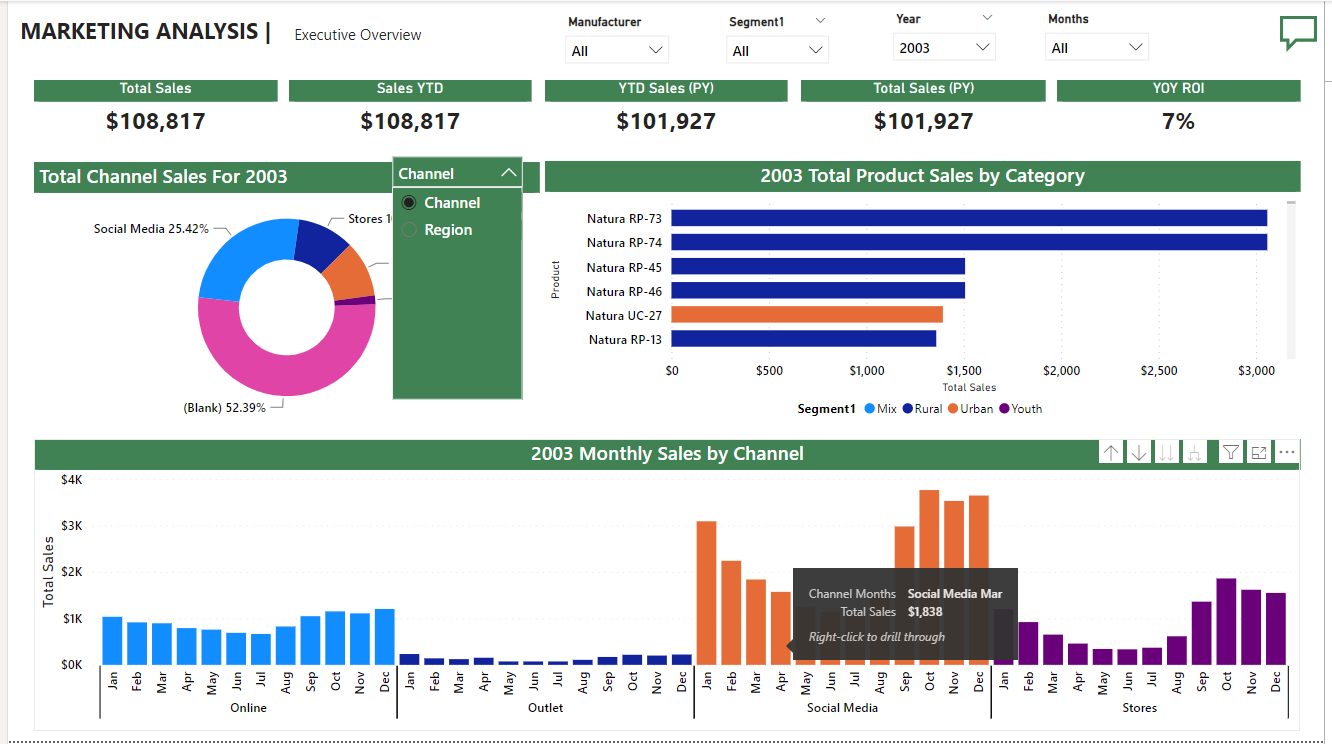 MARKETING ANALYSIS | Executive Overview
Manufacturer Segment1 Year Months
All All 2003 All
Total Sales Sales YTD YTD Sales (PY) Total Sales (PY) YOY ROI
$108,817 $108,817 $101,927 $101,927 7%
Total Channel Sales For 2003
Social Media 25.42%
Stores
(Blank) 52.39%
Channel
Channel
Region
2003 Total Product Sales by Category
Product
Natura RP-73
Natura RP-74
Natura RP-45
Natura RP-46
Natura UC-27
Natura RP-13
$0 $500 $1,000 $1,500 $2,000 $2,500 $3,000
Total Sales
Segment1 Mix Rural Urban Youth
2003 Monthly Sales by Channel
Total Sales
$4K
$3K
$2K
$1K
$0K
Channel Months Social Media Mar
Total Sales $1,838
Right-click to drill through
Jan Feb Mar Apr May Jun Jul Aug Sep Oct Nov Dec Jan Feb Mar Apr May Jun Jul Aug Sep Oct Nov Dec Jan Feb Mar Apr May Jun Jul Aug Sep Oct Nov Dec Jan Feb Mar Apr May Jun Jul Aug Sep Oct Nov Dec
Online Outlet Social Media Stores